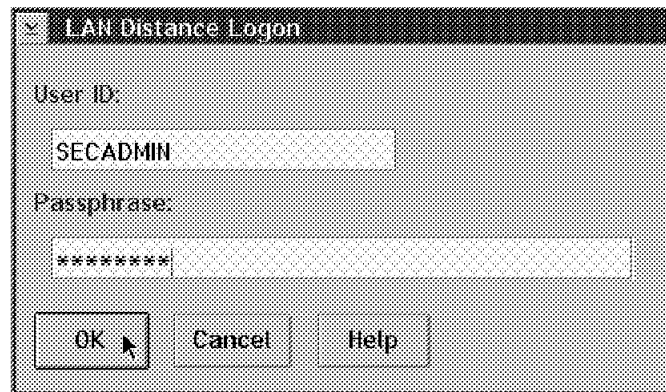 LAN Distance Logon
User ID:
SECADMIN
Passphrase:
********
OK Cancel Help